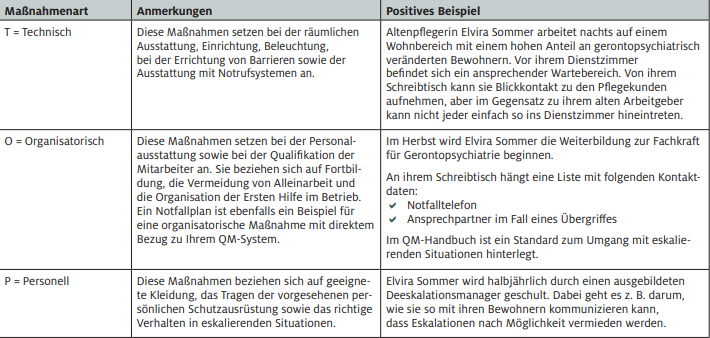 Maßnahmenart Anmerkungen Positives Beispiel
T = Technisch
Diese Maßnahmen setzen bei der räumlichen
Ausstattung, Einrichtung, Beleuchtung,
bei der Errichtung von Barrieren sowie der
Ausstattung mit Notrufsystemen an.
Altenpflegerin Elvira Sommer arbeitet nachts auf einem
Wohnbereich mit einem hohen Anteil an gerontopsychiatrisch
veränderten Bewohnern. Vor ihrem Dienstzimmer
befindet sich ein ansprechender Wartebereich. Von ihrem
Schreibtisch kann sie Blickkontakt zu den Pflegekunden
aufnehmen, aber im Gegensatz zu ihrem alten Arbeitgeber
kann nicht jeder einfach so ins Dienstzimmer hineintreten.
O = Organisatorisch
Diese Maßnahmen setzen bei der Personal-
ausstattung sowie bei der Qualifikation der
Mitarbeiter an. Sie beziehen sich auf Fortbil-
dung, die Vermeidung von Alleinarbeit und
die Organisation der Ersten Hilfe im Betrieb.
Ein Notfallplan ist ebenfalls ein Beispiel für
eine organisatorische Maßnahme mit direktem
Bezug zu Ihrem QM-System.
Im Herbst wird Elvira Sommer die Weiterbildung zur Fachkraft
für Gerontopsychiatrie beginnen.
An ihrem Schreibtisch hängt eine Liste mit folgenden Kontakt-
daten:
✓ Notfalltelefon
✓ Ansprechpartner im Fall eines Übergriffes
Im QM-Handbuch ist ein Standard zum Umgang mit eskalie-
renden Situationen hinterlegt.
P = Personell
Diese Maßnahmen beziehen sich auf geeigne-
te Kleidung, das Tragen der vorgesehenen per-
sönlichen Schutzausrüstung sowie das richtige
Verhalten in eskalierenden Situationen.
Elvira Sommer wird halbjährlich durch einen ausgebildeten
Deeskalationsmanager geschult. Dabei geht es z. B. darum,
wie sie so mit ihren Bewohnern kommunizieren kann,
dass Eskalationen nach Möglichkeit vermieden werden.